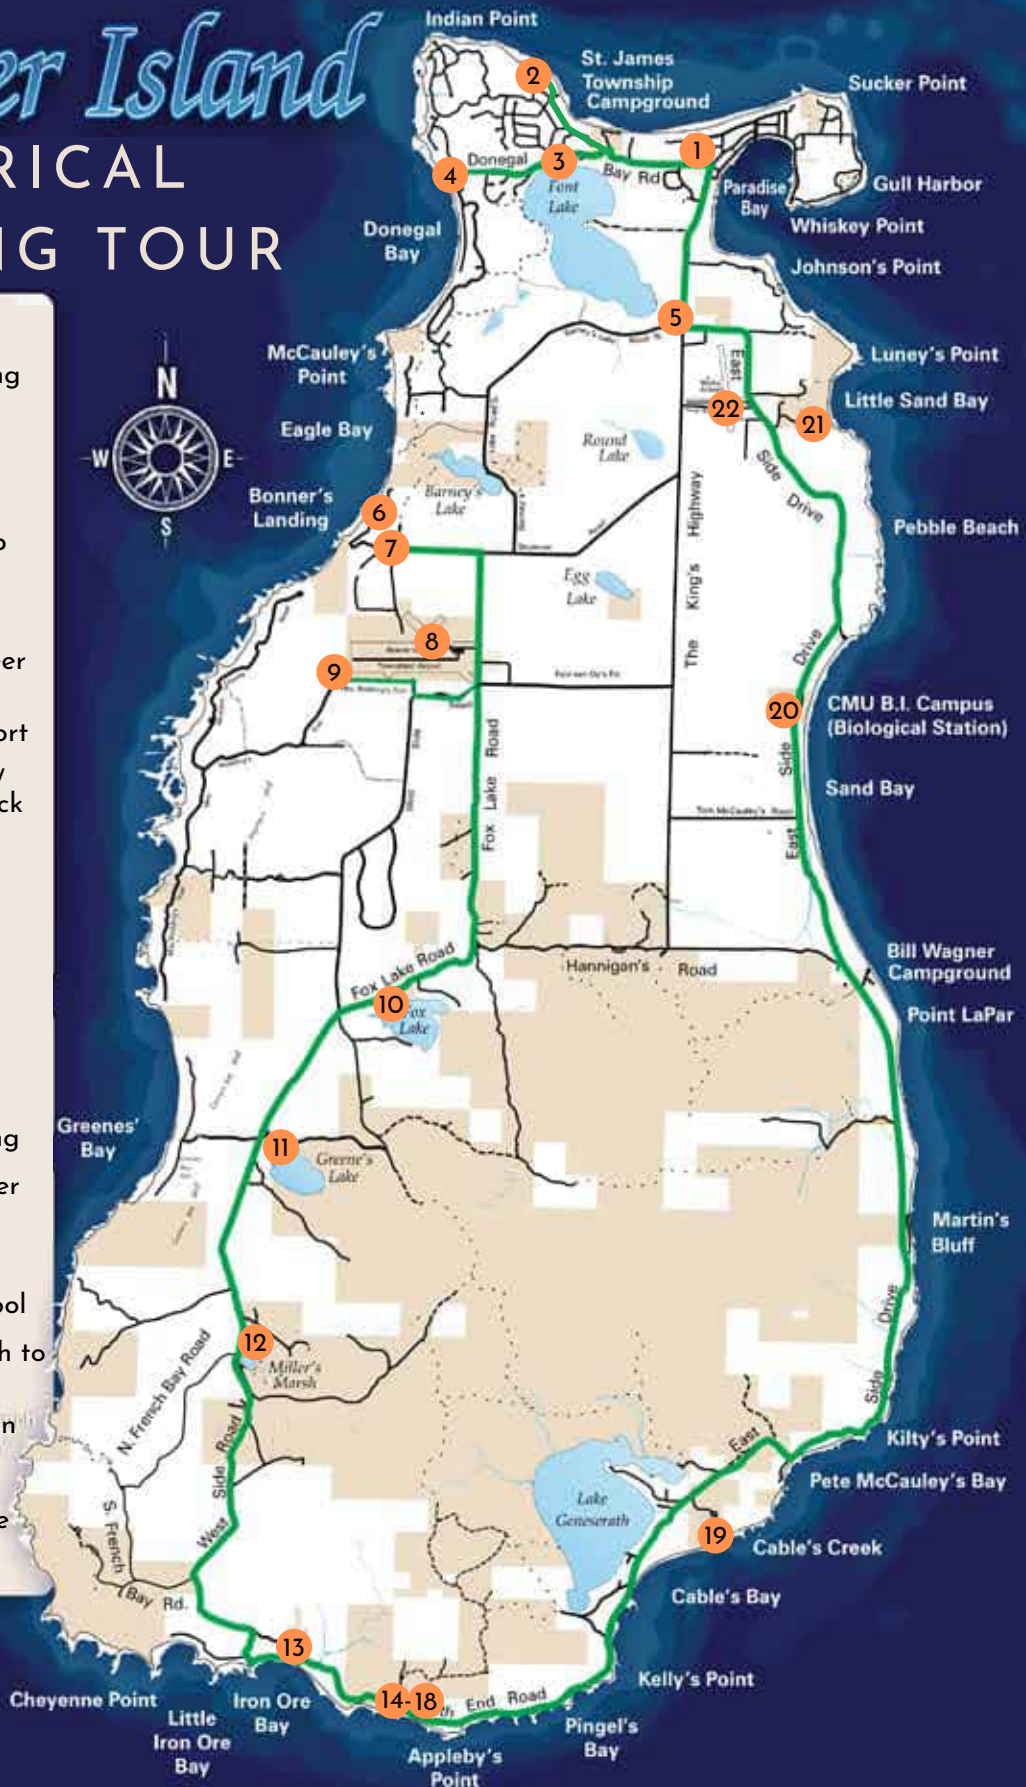 er Island
RICAL
NG TOUR
ng
o
er
ort
y
ck
ng
er
ool
h to
n
e
N
W
E
S
Indian Point
St. James
Township
Campground
Sucker Point
Gull Harbor
Paradise
Bay
Whiskey Point
Johnson's Point
Luney's Point
Little Sand Bay
Pebble Beach
CMU B.I. Campus
(Biological Station)
Sand Bay
Bill Wagner
Campground
Point LaPar
Martin's
Bluff
Kilty's Point
Pete McCauley's Bay
Cable's Creek
Cable's Bay
Kelly's Point
Pingel's
Bay
Appleby's
Point
Iron Ore
Bay
Little
Iron Ore
Bay
Cheyenne Point
Greenes'
Bay
Bonner's
Landing
Eagle Bay
McCauley's
Point
Donegal
Bay
Donegal
Bay Rd
Font
Lake
Round
Lake
Barney's
Lake
Egg
Lake
The King's Highway
East
Side
Drive
Drive
Side
East
Tom McCauley's Road
Fox Lake Road
Fox Lake Road
Fox
Lake
Hannigan's Road
Greene's
Lake
Miller's
Marsh
N. French Bay Road
S. French
Bay Rd.
West
Side Road
Lake
Geneserath
East
Side
Drive
End Road
1
2
3
4
5
6
7
8
9
10
11
12
13
14-18
19
20
21
22